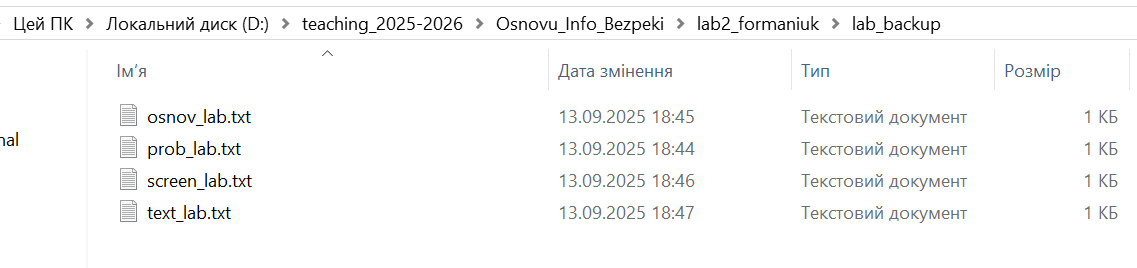 Цей ПК > Локальний диск (D:) > teaching_2025-2026 > Osnovu_Info_Bezpeki > lab2_formaniuk > lab_backup
Ім’я Дата змінення Тип Розмір
osnov_lab.txt 13.09.2025 18:45 Текстовий документ 1 КБ
nal prob_lab.txt 13.09.2025 18:44 Текстовий документ 1 КБ
screen_lab.txt 13.09.2025 18:46 Текстовий документ 1 КБ
text_lab.txt 13.09.2025 18:47 Текстовий документ 1 КБ